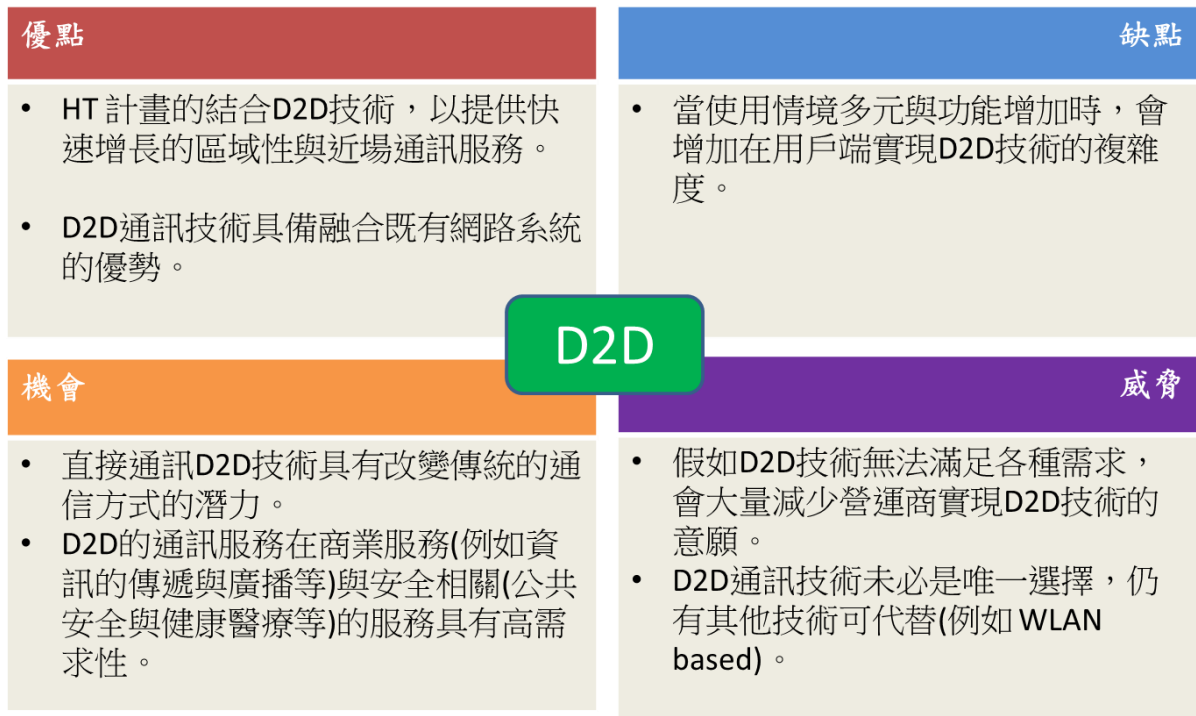 優點
• HT 計畫的結合D2D技術，以提供快
速增長的區域性與近場通訊服務。
• D2D通訊技術具備融合既有網路系統
的優勢。
缺點
• 當使用情境多元與功能增加時，會
增加在用戶端實現D2D技術的複雜
度。
D2D
機會
• 直接通訊D2D技術具有改變傳統的通
信方式的潛力。
• D2D的通訊服務在商業服務(例如資
訊的傳遞與廣播等)與安全相關(公共
安全與健康醫療等)的服務具有高需
求性。
威脅
• 假如D2D技術無法滿足各種需求，
會大量減少營運商實現D2D技術的
意願。
• D2D通訊技術未必是唯一選擇，仍
有其他技術可代替(例如 WLAN
based)。